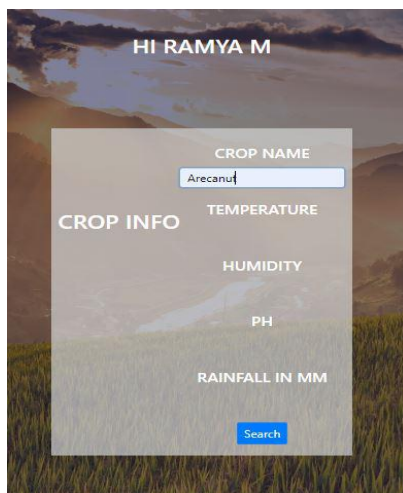 HI RAMYA M
CROP NAME
Arecanut
CROP INFO
TEMPERATURE
HUMIDITY
PH
RAINFALL IN MM
Search